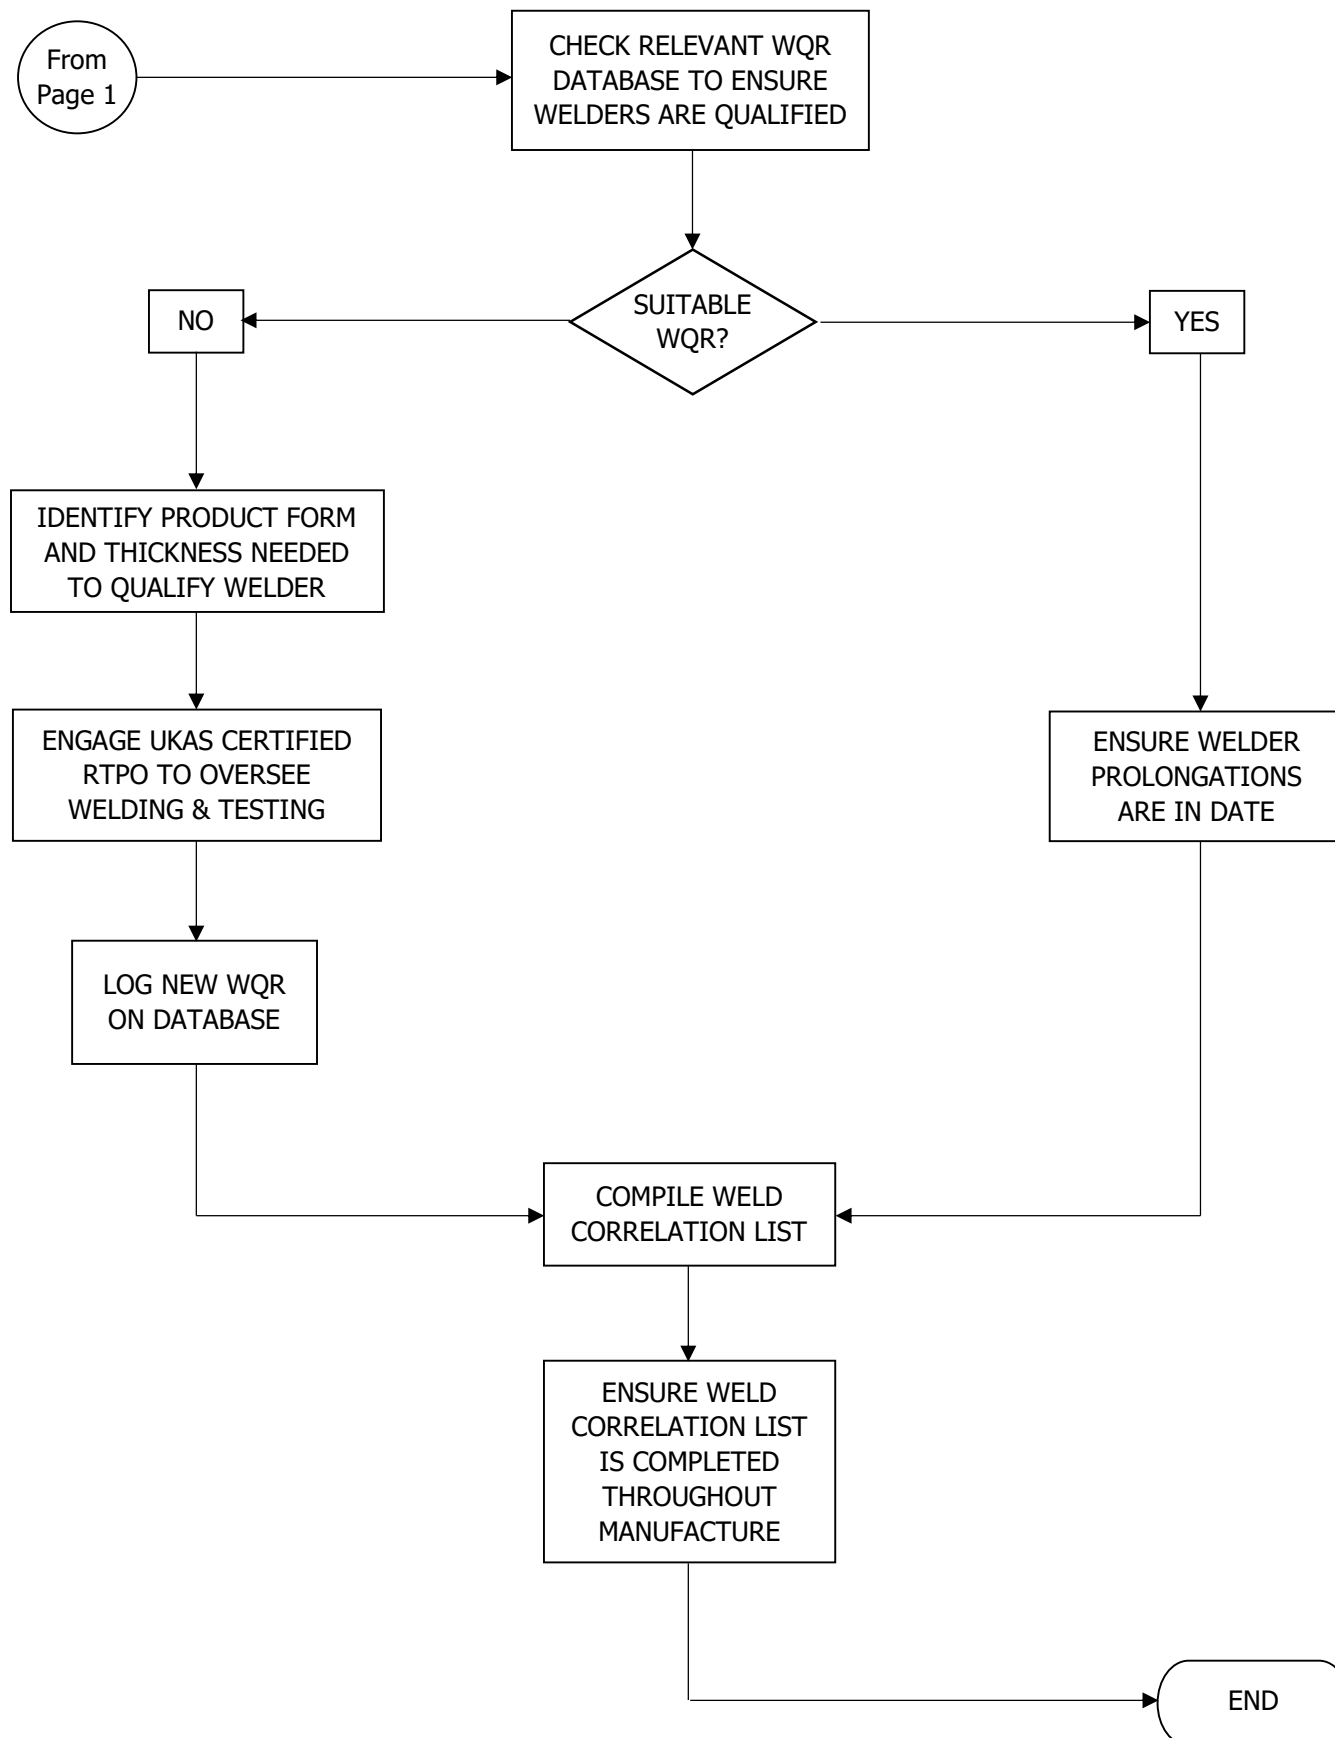 From
Page 1
CHECK RELEVANT WQR
DATABASE TO ENSURE
WELDERS ARE QUALIFIED
SUITABLE
WQR?
NO
YES
IDENTIFY PRODUCT FORM
AND THICKNESS NEEDED
TO QUALIFY WELDER
ENGAGE UKAS CERTIFIED
RTPO TO OVERSEE
WELDING & TESTING
ENSURE WELDER
PROLONGATIONS
ARE IN DATE
LOG NEW WQR
ON DATABASE
COMPILE WELD
CORRELATION LIST
ENSURE WELD
CORRELATION LIST
IS COMPLETED
THROUGHOUT
MANUFACTURE
END